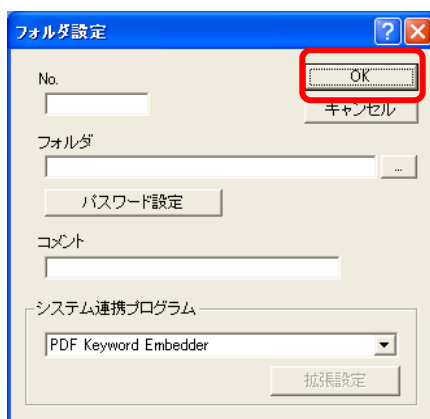 フォルダ設定
No.
OK
キャンセル
フォルダ
...
パスワード設定
コメント
システム連携プログラム
PDF Keyword Embedder
拡張設定